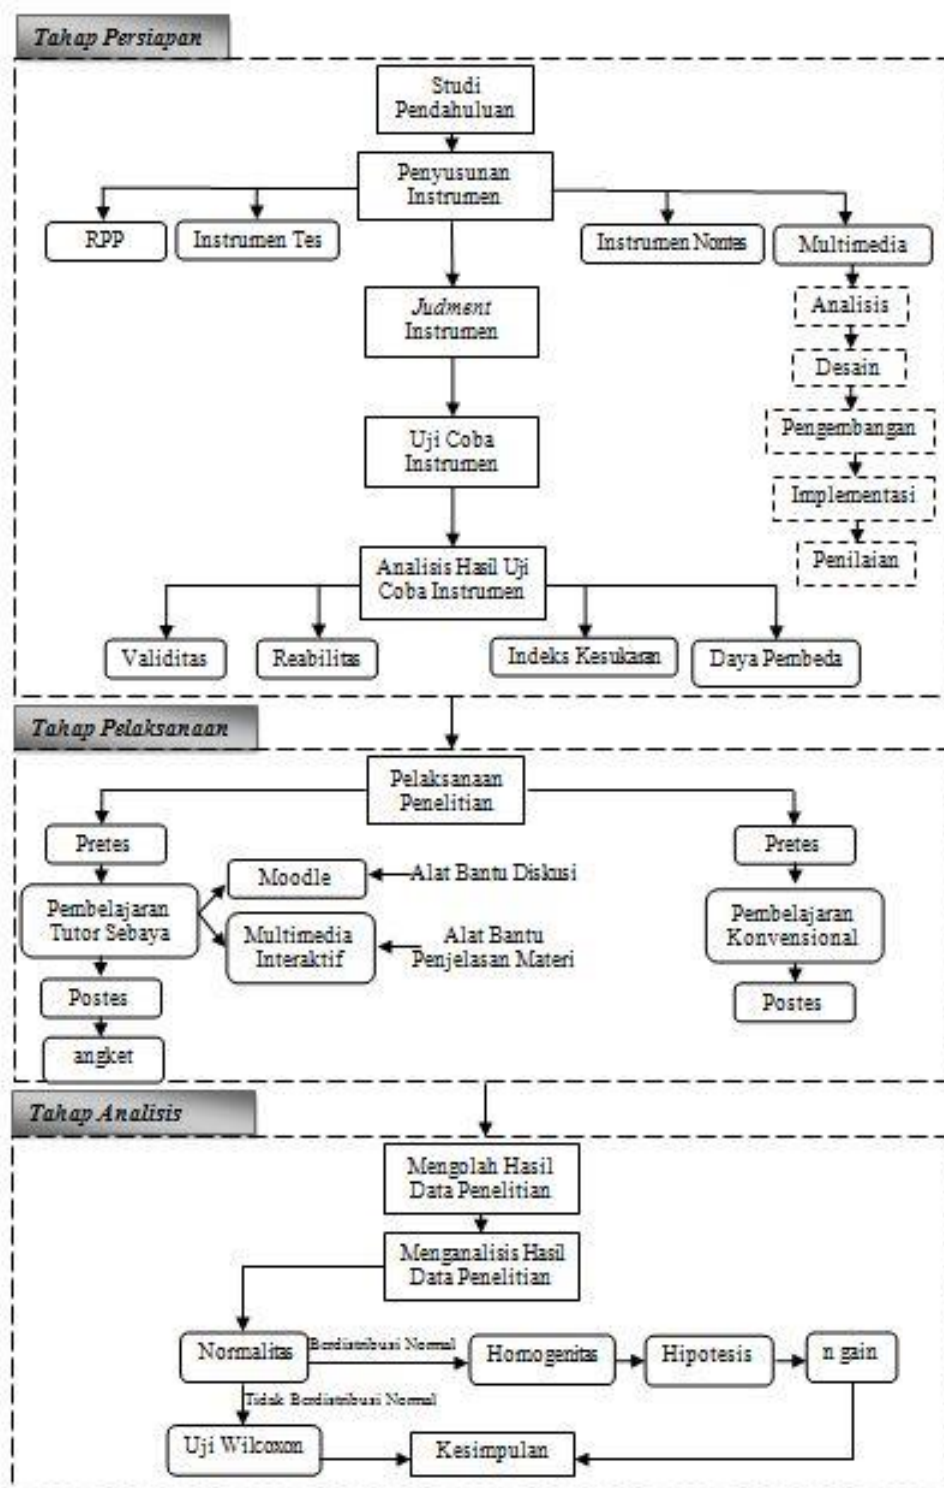 Tahap Persiapan
Studi
Pendahuluan
Penyusunan
Instrumen
RPP
Instrumen Tes
Instrumen Nontes
Multimedia
Analisis
Desain
Pengembangan
Implementasi
Penilaian
Judment
Instrumen
Uji Coba
Instrumen
Analisis Hasil Uji
Coba Instrumen
Validitas
Reabilitas
Indeks Kesukaran
Daya Pembeda
Tahap Pelaksanaan
Pelaksanaan
Penelitian
Pretes
Pembelajaran
Tutor Sebaya
Moodle
Alat Bantu Diskusi
Multimedia
Interaktif
Alat Bantu
Penjelasan Materi
Postes
angket
Pretes
Pembelajaran
Konvensional
Postes
Tahap Analisis
Mengolah Hasil
Data Penelitian
Menganalisis Hasil
Data Penelitian
Normalitas
Berdistribusi Normal
Homogenitas
Hipotesis
n gain
Tidak Berdistribusi Normal
Uji Wilcoxon
Kesimpulan